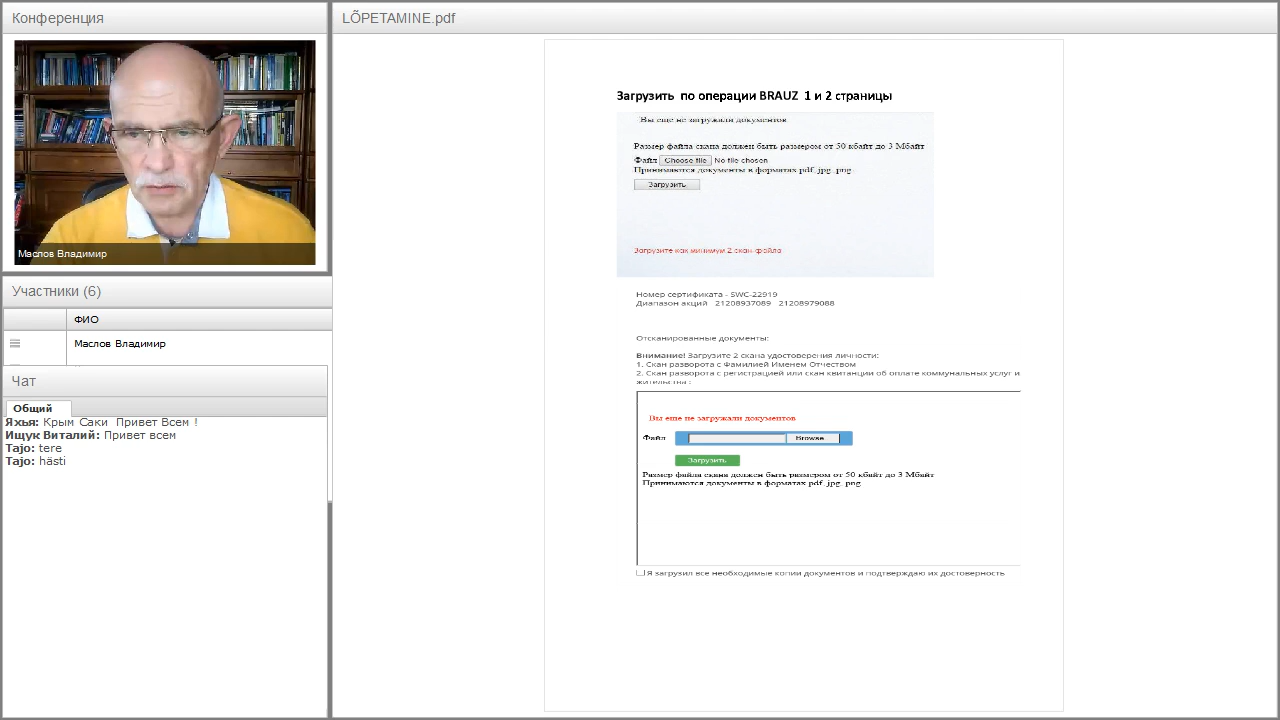 Конференция
Маслов Владимир
Участники (6)
ФИО
Маслов Владимир
Чат
Общий
Яхья: Крым Саки Привет Всем !
Ищук Виталий: Привет всем
Tajo: tere
Tajo: hästi
LÕPETAMINE.pdf
Загрузить по операции BRAUZ 1 и 2 страницы
Вы еще не загружали документов
Размер файла скана должен быть размером от 50 кбайт до 3 Мбайт
Файл Choose file No file chosen
Принимаются документы в форматах pdf, jpg, png
Загрузить
Загрузите как минимум 2 скан-файла
Номер сертификата - SWC-22919
Диапазон акций 21208937089 21208979088
Отсканированные документы:
Внимание! Загрузите 2 скана удостоверения личности:
1. Скан разворота с Фамилией Именем Отчеством
2. Скан разворота с регистрацией или скан квитанции об оплате коммунальных услуг и
жительства :
Вы еще не загружали документов
Файл Browse...
Загрузить
Размер файла скана должен быть размером от 50 кбайт до 3 Мбайт
Принимаются документы в форматах pdf, jpg, png
Я загрузил все необходимые копии документов и подтверждаю их достоверность